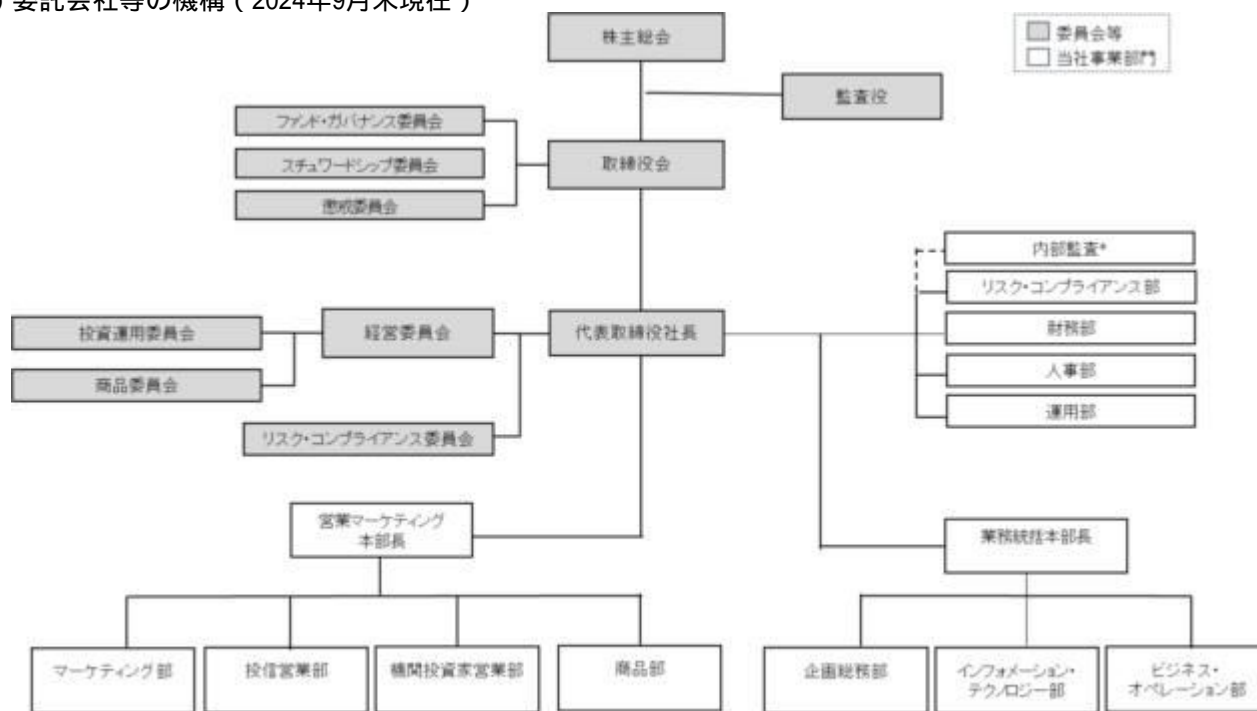 委託会社等の機構（2024年9月末現在）
株主総会
委員会等
当社事業部門
監査役
ファンド・ガバナンス委員会
スチュワードシップ委員会
懲戒委員会
取締役会
内部監査*
リスク・コンプライアンス部
財務部
人事部
運用部
投資運用委員会
商品委員会
経営委員会
代表取締役社長
リスク・コンプライアンス委員会
営業マーケティング
本部長
業務統括本部長
マーケティング部
投信営業部
機関投資家営業部
商品部
企画総務部
インフォメーション・
テクノロジー部
ビジネス・
オペレーション部